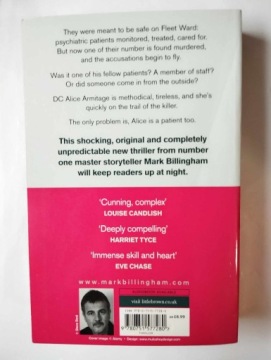 They were meant to be safe on Fleet Ward:
psychiatric patients monitored, treated, cared for.
But now one of their number is found murdered,
and the accusations begin to fly.
Was it one of his fellow patients? A member of staff?
Or did someone come in from the outside?
DC Alice Armitage is methodical, tireless, and she's
quickly on the trail of the killer.
The only problem is, Alice is a patient too.
This shocking, original and completely
unpredictable new thriller from number
one master storyteller Mark Billingham
will keep readers up at night.
'Cunning, complex'
LOUISE CANDLISH
'Deeply compelling'
HARRIET TYCE
'Immense skill and heart'
EVE CHASE
www.markbillingham.com
visit littlebrown.co.uk